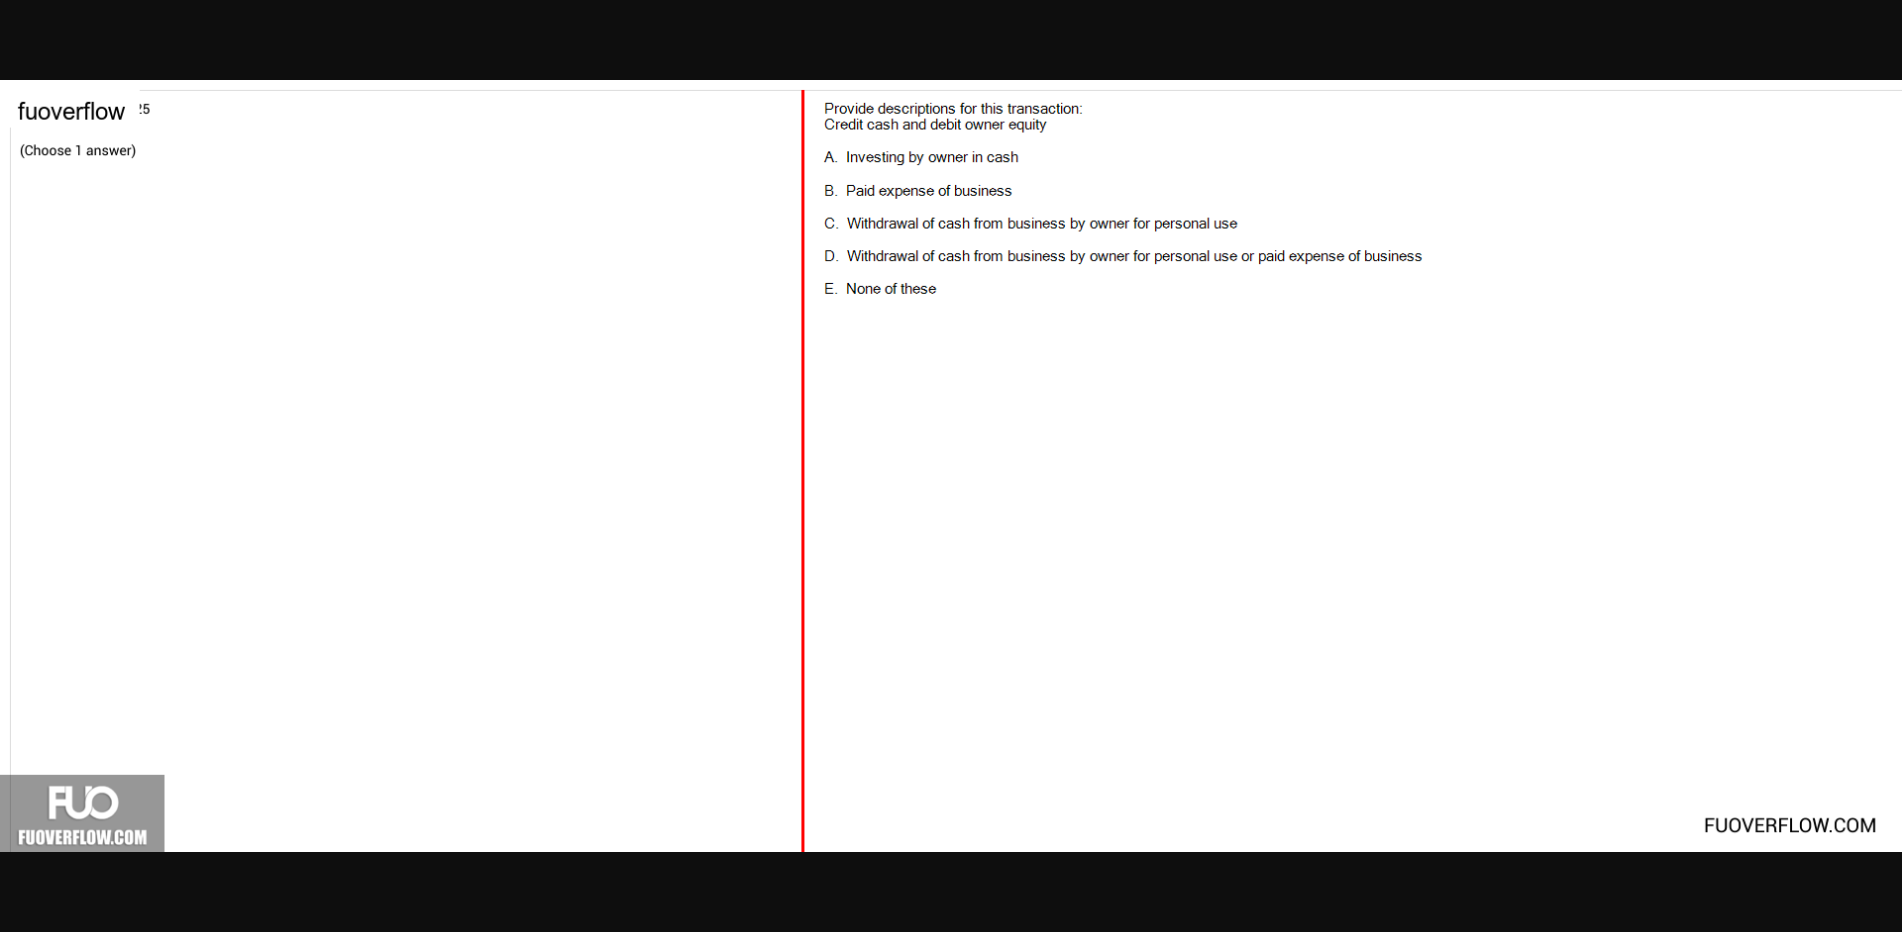 fuoverflow
25
(Choose 1 answer)
Provide descriptions for this transaction:
Credit cash and debit owner equity
A. Investing by owner in cash
B. Paid expense of business
C. Withdrawal of cash from business by owner for personal use
D. Withdrawal of cash from business by owner for personal use or paid expense of business
E. None of these
FUO
FUOVERFLOW.COM
FUOVERFLOW.COM